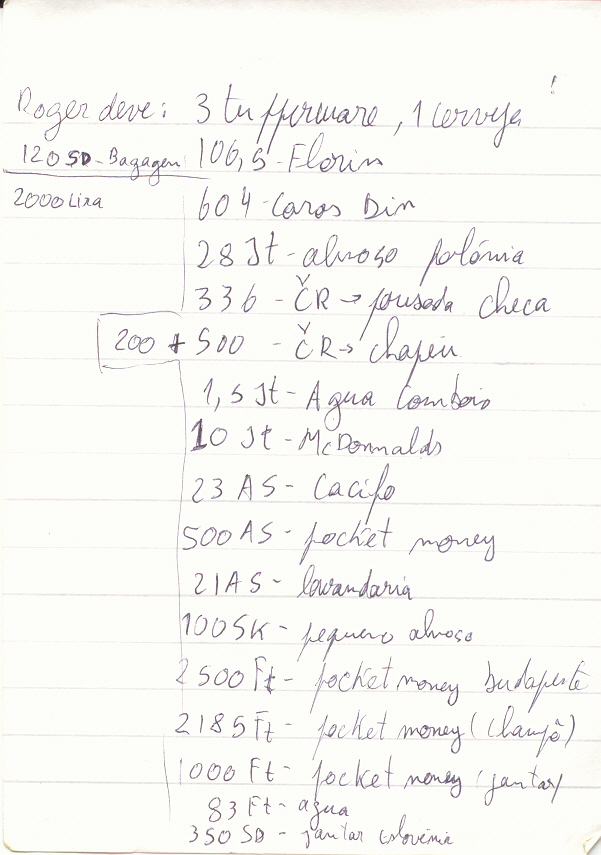 !
Roger deve: 3 tupperware, 1 cerveja
120 SD - Bagagem 106,5 - Florin
2000 Lira 604 - Coroas Din
28 Jt - almoço polónia
336 - ČR → pousada checa
200 + 500 - ČR → chapéu
1,5 Jt - Agua Comboio
10 Jt - McDonnalds
23 AS - Cacifo
500 AS - pocket money
21 AS - lavandaria
100 SK - pequeno almoço
2500 Ft - pocket money budapeste
2185 Ft - pocket money (champô)
1000 Ft - pocket money (jantar)
83 Ft - agua
350 SD - jantar eslovénia